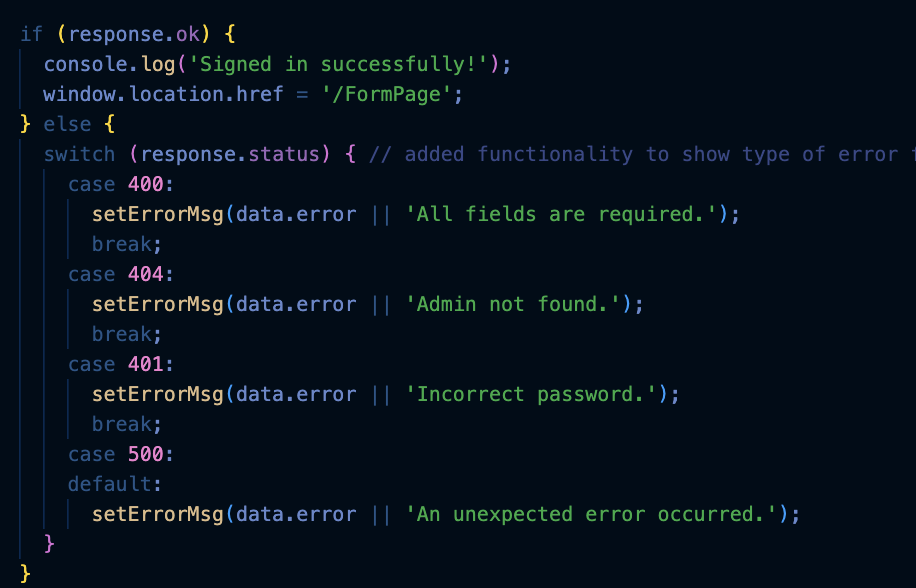 if (response.ok) {
  console.log('Signed in successfully!');
  window.location.href = '/FormPage';
} else {
  switch (response.status) { // added functionality to show type of error
    case 400:
      setErrorMsg(data.error || 'All fields are required.');
      break;
    case 404:
      setErrorMsg(data.error || 'Admin not found.');
      break;
    case 401:
      setErrorMsg(data.error || 'Incorrect password.');
      break;
    case 500:
    default:
      setErrorMsg(data.error || 'An unexpected error occurred.');
  }
}